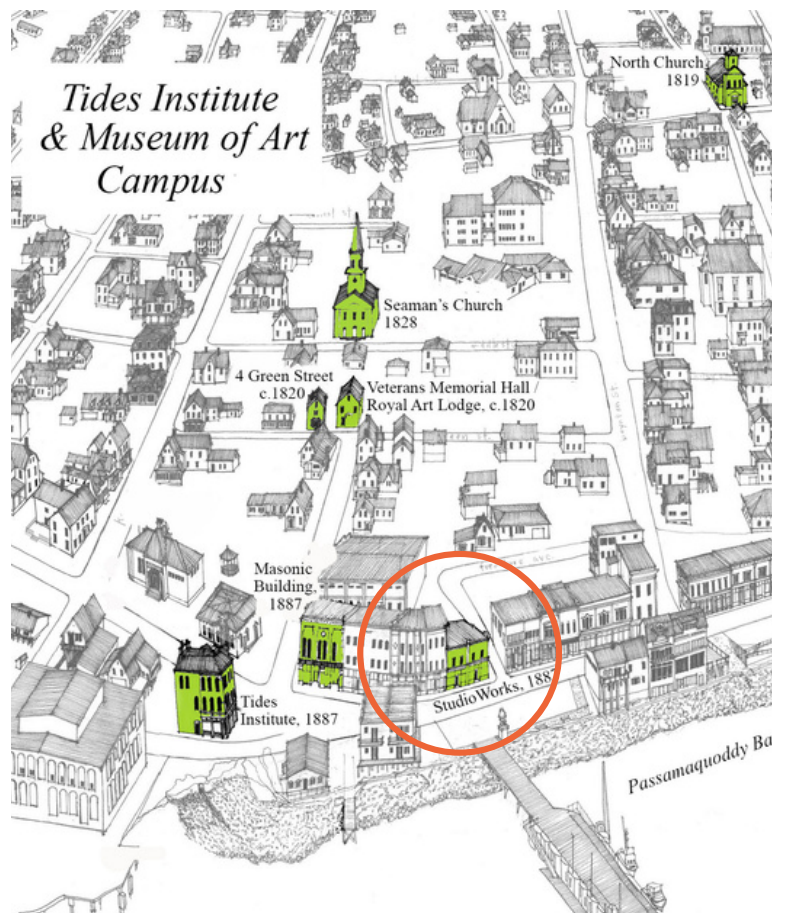 Tides Institute
& Museum of Art
Campus
North Church
1819
Seaman's Church
1828
4 Green Street
c.1820
Veterans Memorial Hall /
Royal Art Lodge, c.1820
Masonic
Building,
1887
Tides
Institute, 1887
StudioWorks, 1887
Passamaquoddy Ba